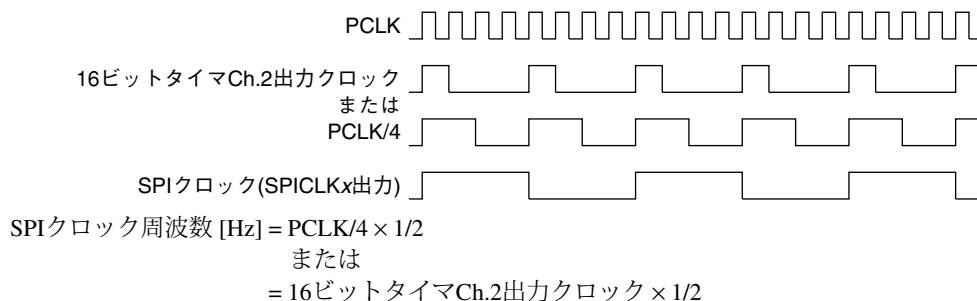 PCLK
16ビットタイマCh.2出力クロック
または
PCLK/4
SPIクロック(SPICLKx出力)
SPIクロック周波数 [Hz] = PCLK/4 × 1/2
または
= 16ビットタイマCh.2出力クロック × 1/2